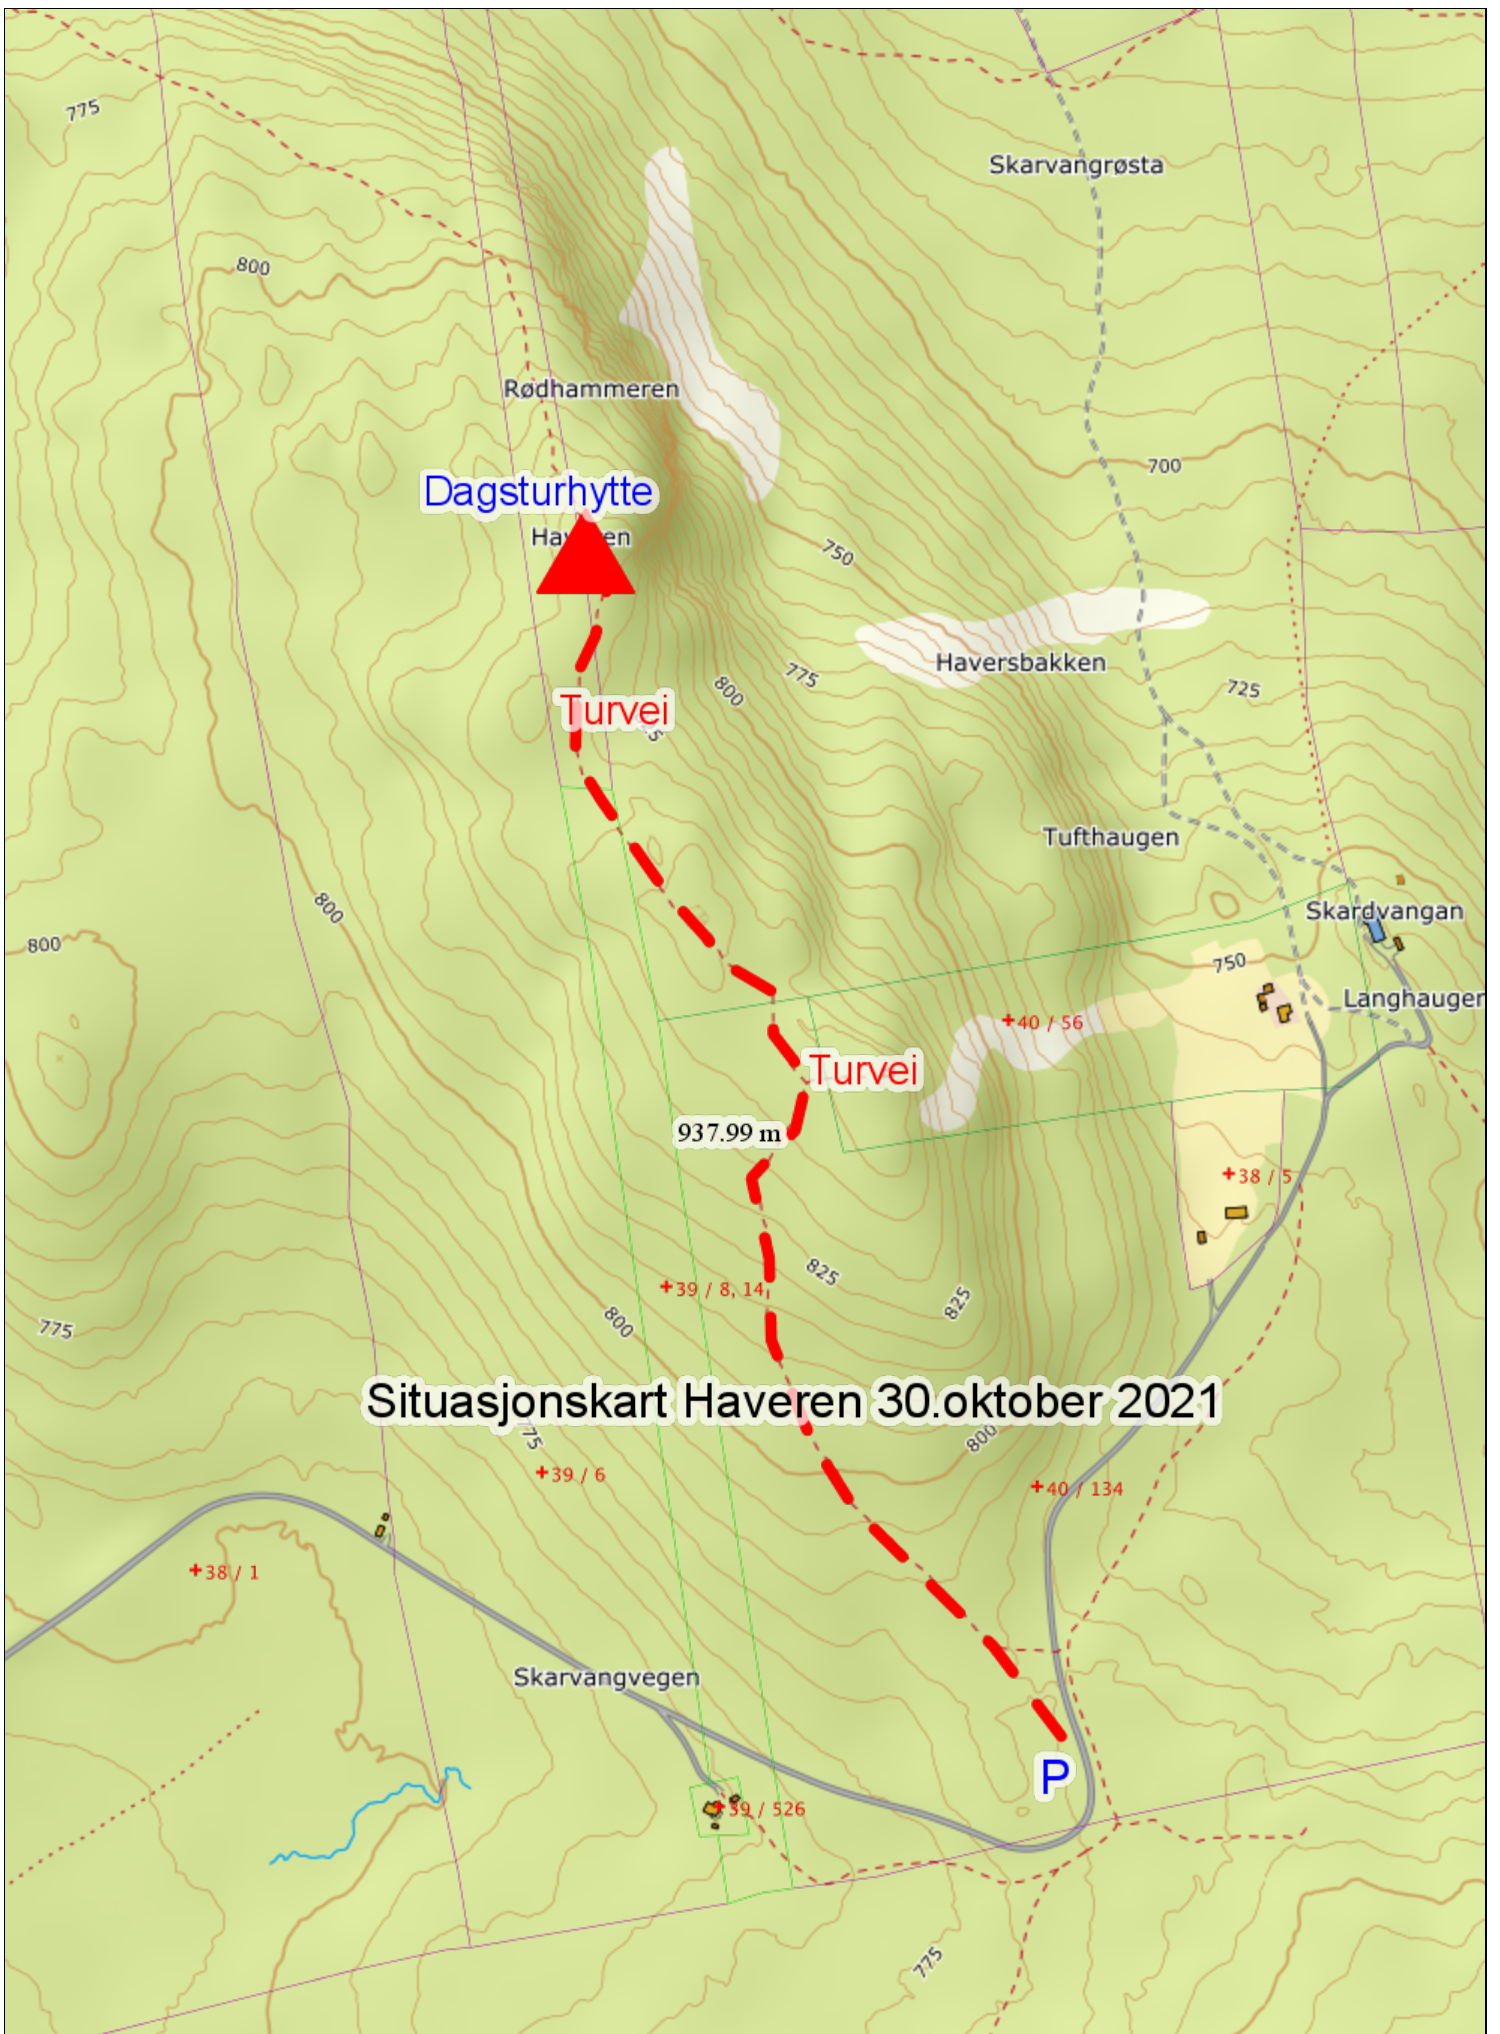 775
Skarvangrøsta
800
Rødhammeren
700
Dagsturhytte
750
Haversbakken
775
800
725
Turvei
Tufthaugen
800
Skardvangan
800
750
Langhaugen
+40 / 56
Turvei
937.99 m
+38 / 5
825
+39 / 8, 14
825
800
775
Situasjonskart Haveren 30.oktober 2021
800
+39 / 6
+40 / 134
+38 / 1
Skarvangvegen
P
+39 / 526
775